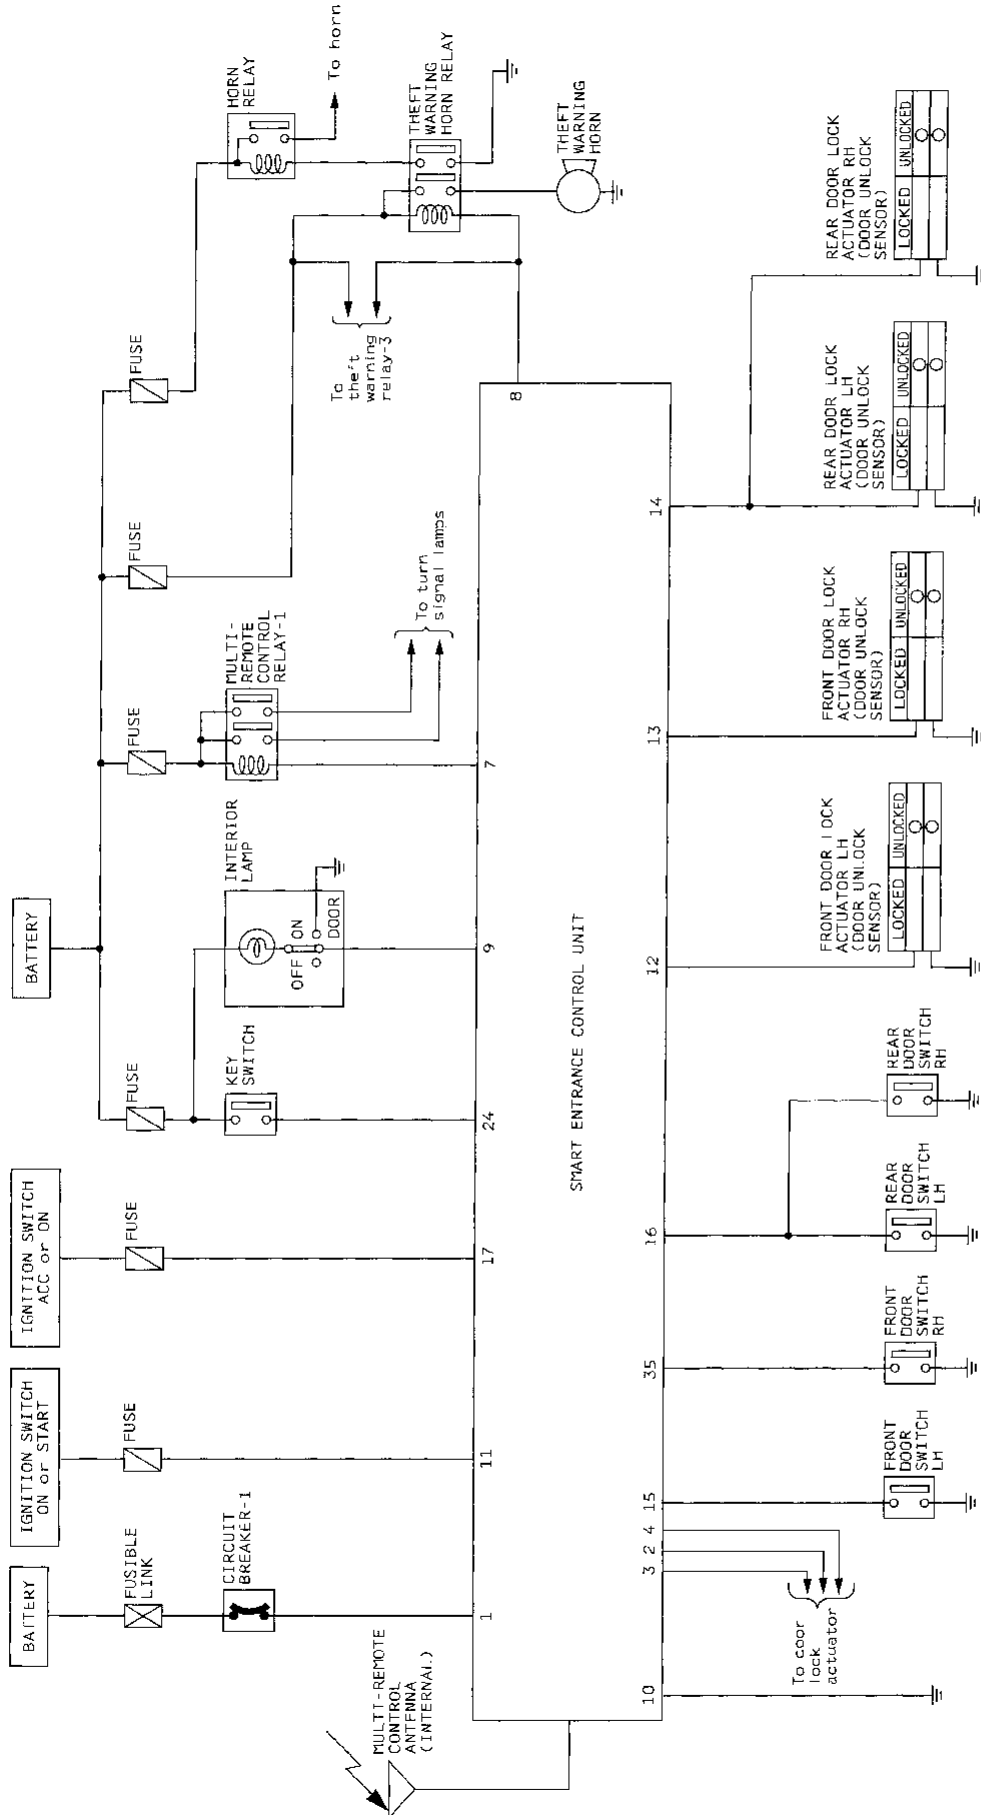 BATTERY
FUSIBLE
LINK
CIRCUIT
BREAKER-1
1
IGNITION SWITCH
ON or START
FUSE
11
IGNITION SWITCH
ACC or ON
FUSE
17
BATTERY
FUSE
KEY
SWITCH
24
INTERIOR
LAMP
OFF
ON
DOOR
9
FUSE
MULTI-
REMOTE
CONTROL
RELAY-1
To turn
signal lamps
7
FUSE
To
theft
warning
relay-3
FUSE
HORN
RELAY
To horn
THEFT
WARNING
HORN RELAY
THEFT
WARNING
HORN
8
MULTI-REMOTE
CONTROL
ANTENNA
(INTERNAL)
SMART ENTRANCE CONTROL UNIT
10
3
2
4
To door
lock
actuator
15
FRONT
DOOR
SWITCH
LH
35
FRONT
DOOR
SWITCH
RH
16
REAR
DOOR
SWITCH
LH
REAR
DOOR
SWITCH
RH
12
FRONT DOOR LOCK
ACTUATOR LH
(DOOR UNLOCK
SENSOR)
LOCKED
UNLOCKED
13
FRONT DOOR LOCK
ACTUATOR RH
(DOOR UNLOCK
SENSOR)
LOCKED
UNLOCKED
14
REAR DOOR LOCK
ACTUATOR LH
(DOOR UNLOCK
SENSOR)
LOCKED
UNLOCKED
REAR DOOR LOCK
ACTUATOR RH
(DOOR UNLOCK
SENSOR)
LOCKED
UNLOCKED